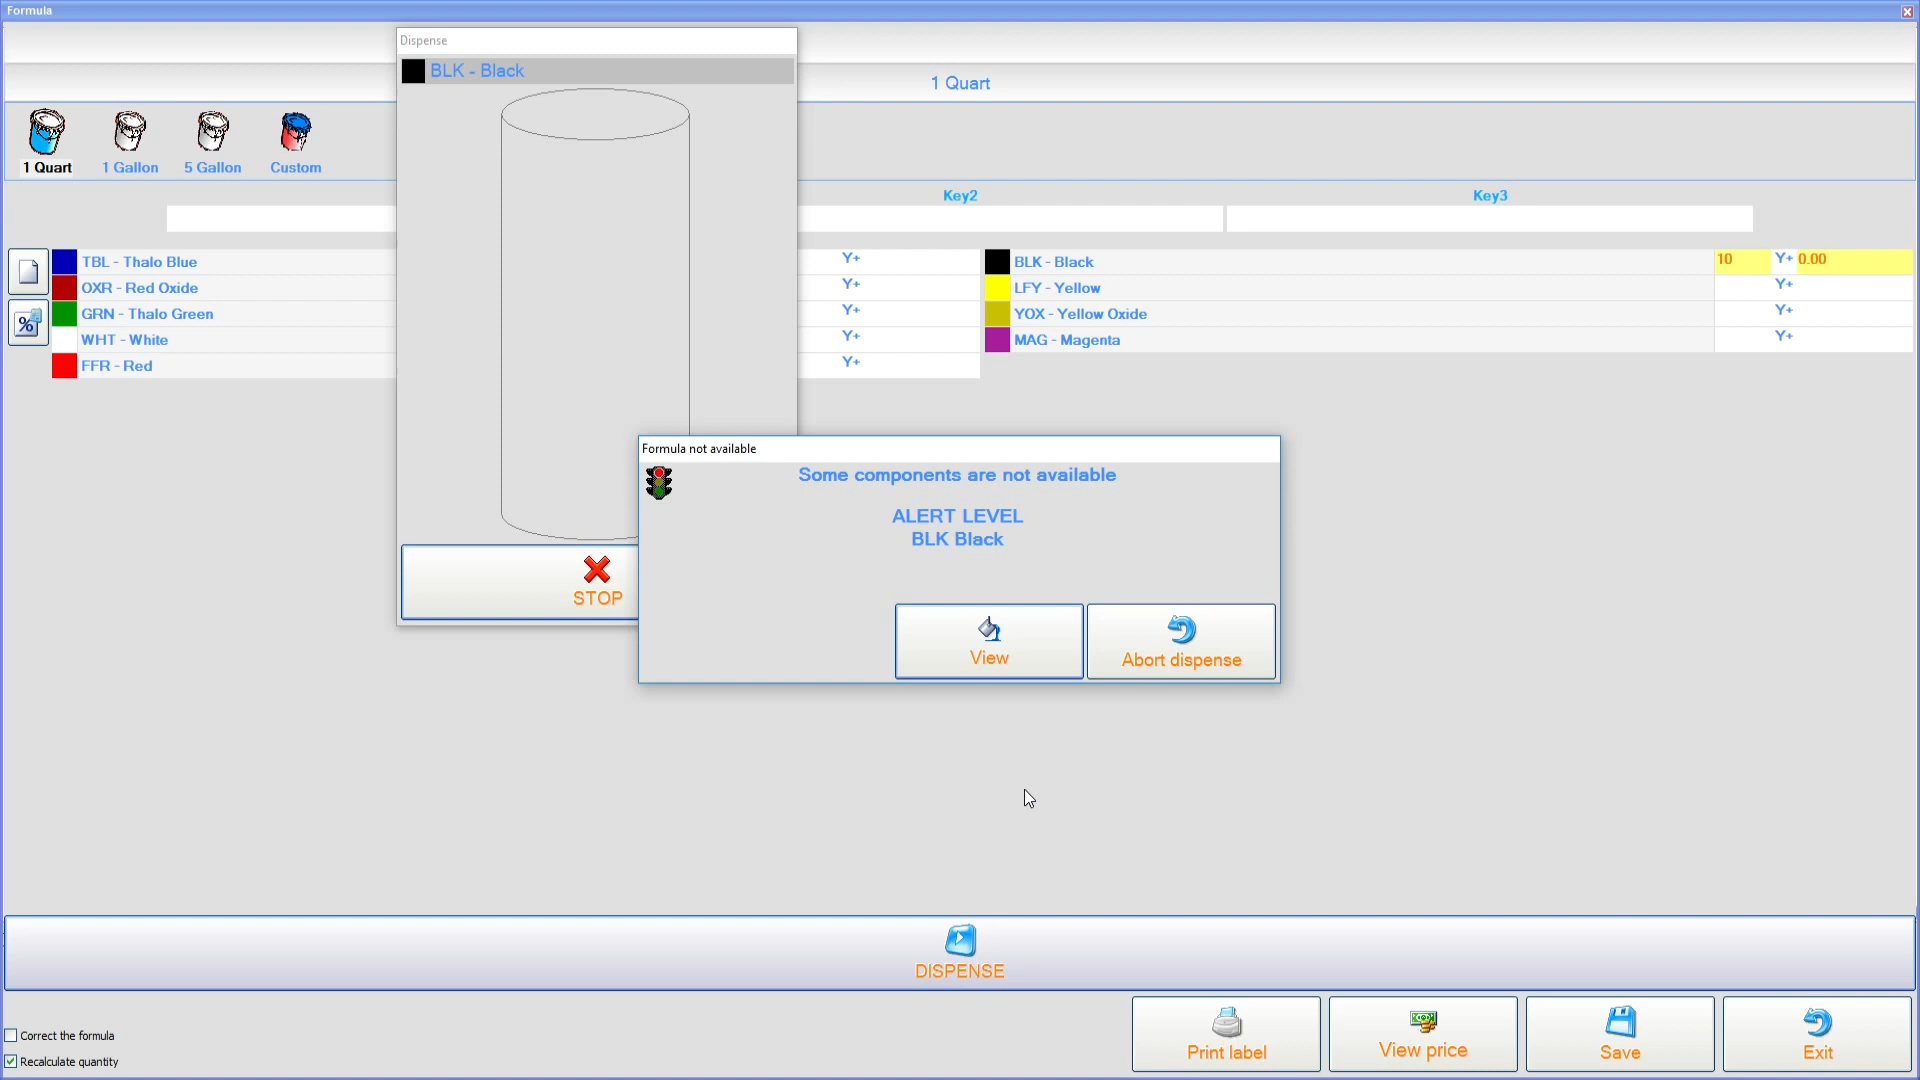 Formula
Dispense
BLK - Black
1 Quart
1 Quart
1 Gallon
5 Gallon
Custom
Key2
Key3
TBL - Thalo Blue
Y+
BLK - Black
10
Y+
0.00
OXR - Red Oxide
Y+
LFY - Yellow
Y+
GRN - Thalo Green
Y+
YOX - Yellow Oxide
Y+
WHT - White
Y+
MAG - Magenta
Y+
%
FFR - Red
Y+
Formula not available
Some components are not available
ALERT LEVEL
BLK Black
STOP
View
Abort dispense
DISPENSE
Correct the formula
Recalculate quantity
Print label
View price
Save
Exit